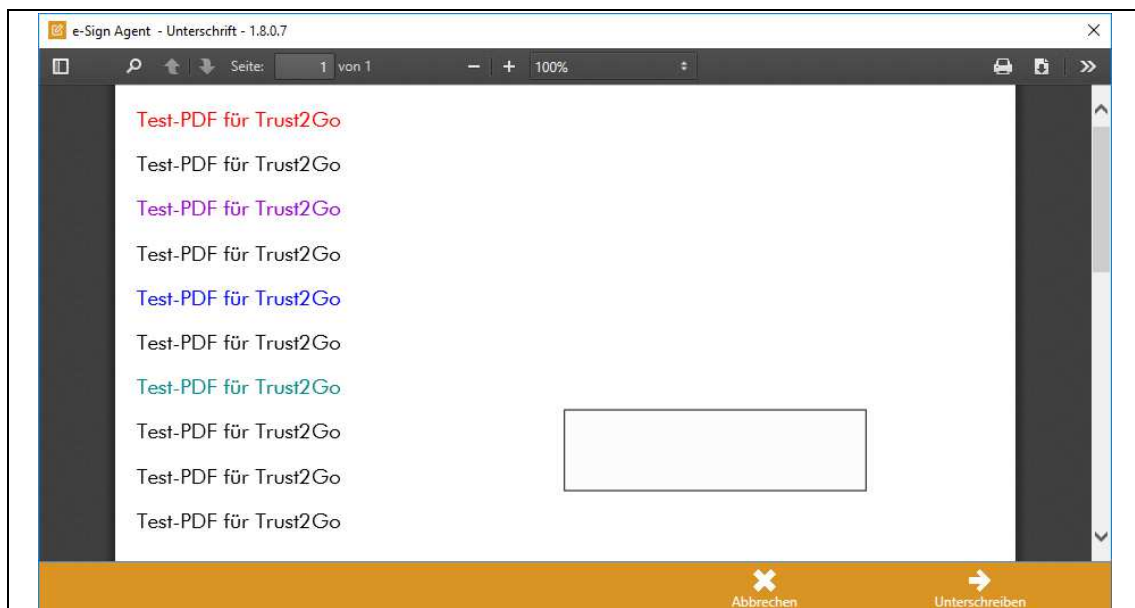 e-Sign Agent - Unterschrift - 1.8.0.7
Seite: 1 von 1 100%
Test-PDF für Trust2Go
Test-PDF für Trust2Go
Test-PDF für Trust2Go
Test-PDF für Trust2Go
Test-PDF für Trust2Go
Test-PDF für Trust2Go
Test-PDF für Trust2Go
Test-PDF für Trust2Go
Test-PDF für Trust2Go
Test-PDF für Trust2Go
Abbrechen Unterschreiben